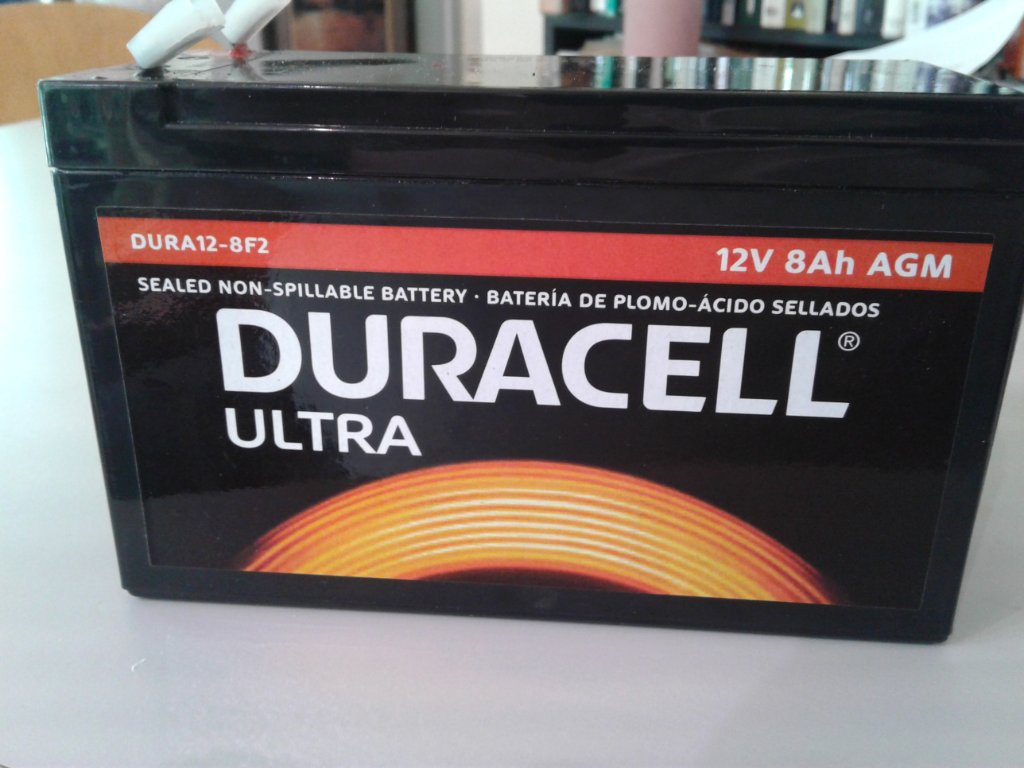 DURA12-8F2
12V 8Ah AGM
SEALED NON-SPILLABLE BATTERY · BATERÍA DE PLOMO-ÁCIDO SELLADOS
DURACELL®
ULTRA